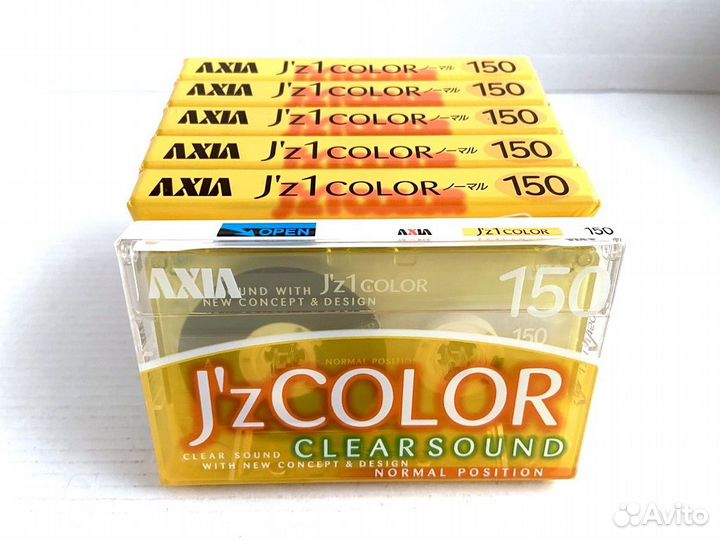 AXIA J'z1 COLOR ノーマル 150
AXIA J'z1 COLOR ノーマル 150
AXIA J'z1 COLOR ノーマル 150
AXIA J'z1 COLOR ノーマル 150
AXIA J'z1 COLOR ノーマル 150
OPEN AXIA J'z1 COLOR 150
AXIA SOUND WITH J'z1 COLOR 150
NEW CONCEPT & DESIGN
150
A NORMAL POSITION
J'zCOLOR
CLEAR SOUND CLEAR SOUND
WITH NEW CONCEPT & DESIGN
NORMAL POSITION
Avito